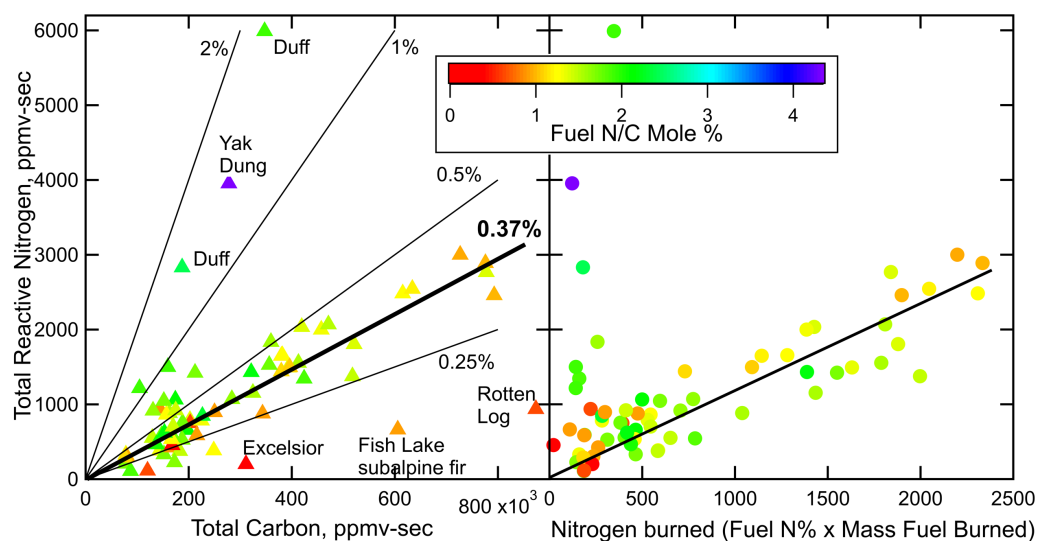 6000
5000
4000
3000
2000
1000
0
Total Reactive Nitrogen, ppmv-sec
2%
Duff
1%
Yak
Dung
Duff
0.5%
0.37%
0.25%
Excelsior
Fish Lake
subalpine fir
Rotten
Log
0
200
400
600
800 x10³
Total Carbon, ppmv-sec
0
1
2
3
4
Fuel N/C Mole %
0
500
1000
1500
2000
2500
Nitrogen burned (Fuel N% x Mass Fuel Burned)